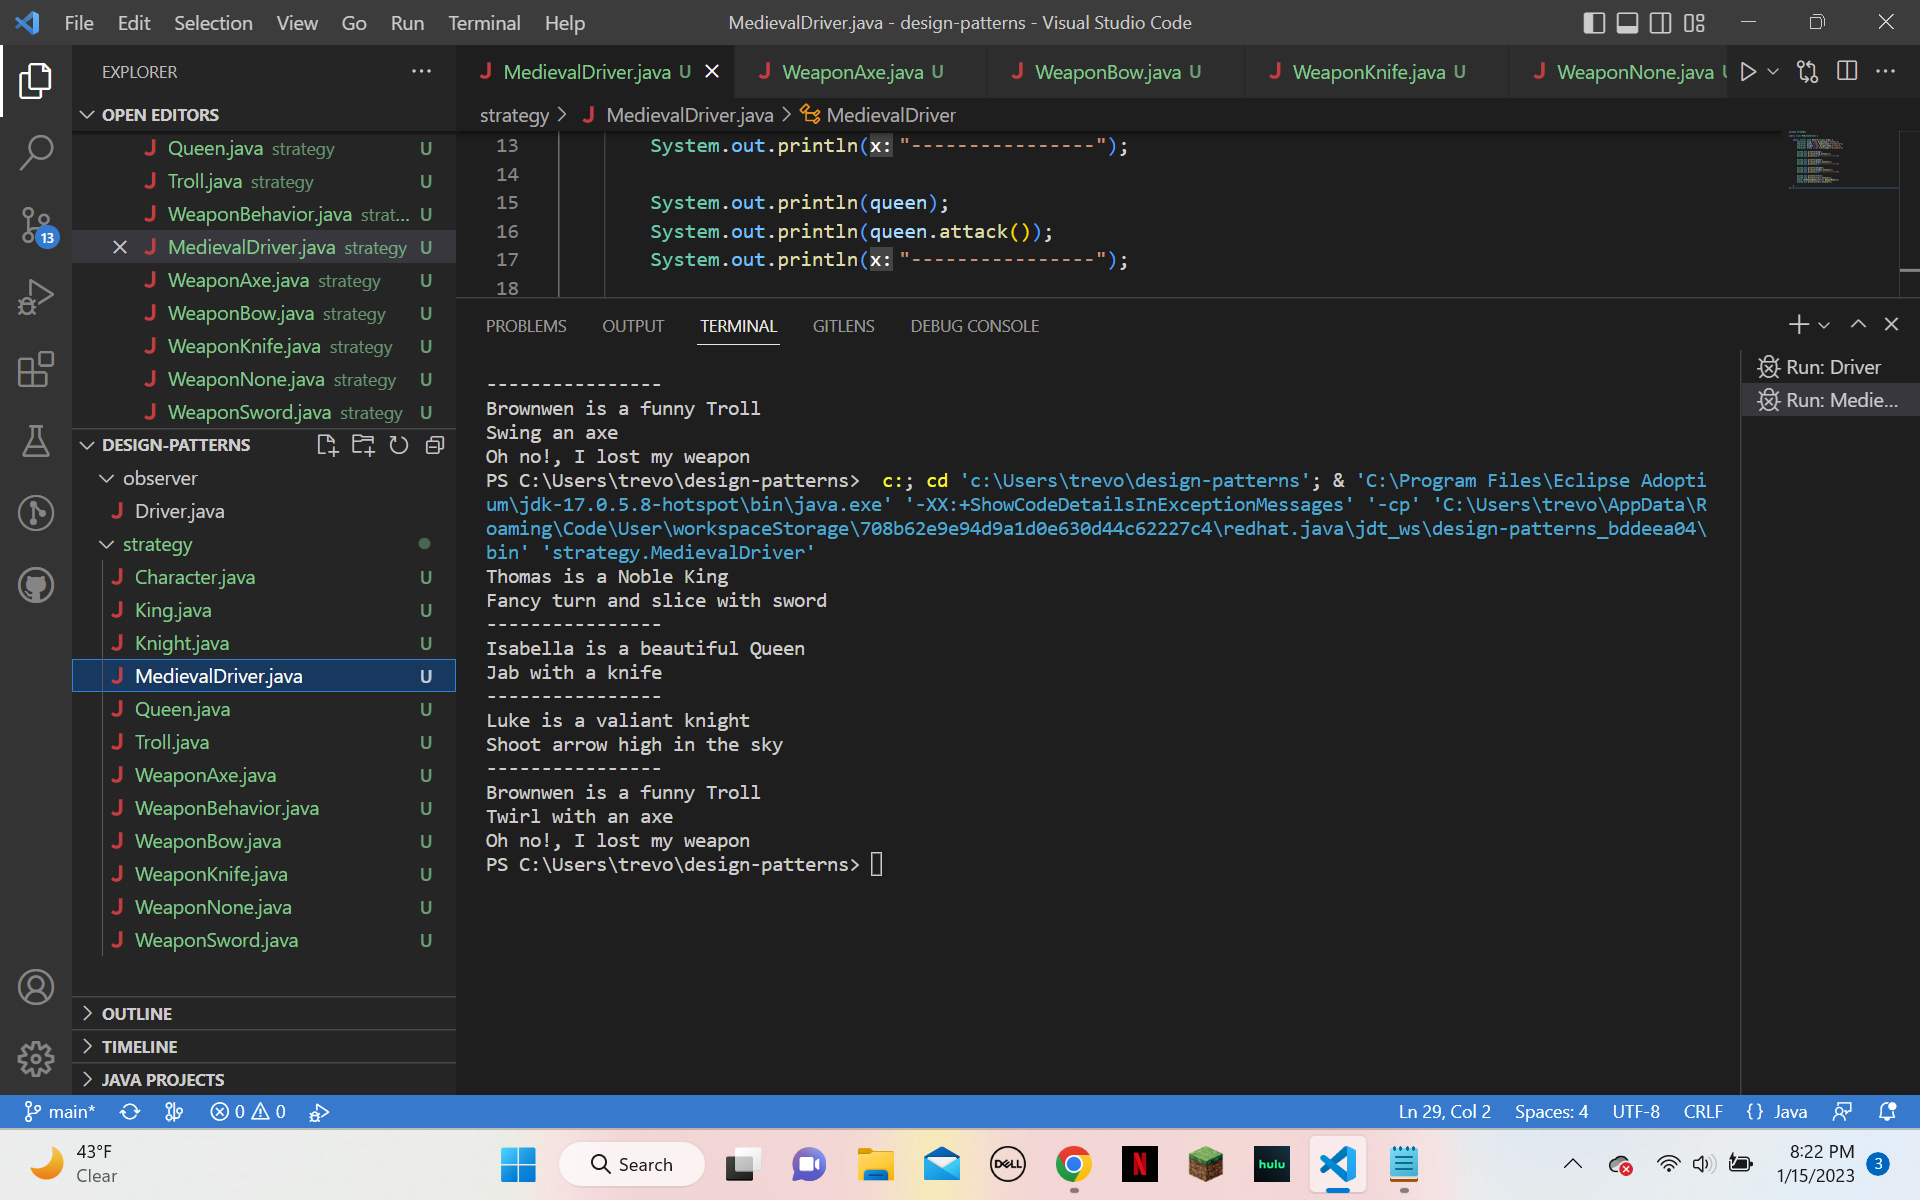 File Edit Selection View Go Run Terminal Help
MedievalDriver.java - design-patterns - Visual Studio Code
EXPLORER
OPEN EDITORS
Queen.java strategy U
Troll.java strategy U
WeaponBehavior.java strat... U
MedievalDriver.java strategy U
WeaponAxe.java strategy U
WeaponBow.java strategy U
WeaponKnife.java strategy U
WeaponNone.java strategy U
WeaponSword.java strategy U
DESIGN-PATTERNS
observer
Driver.java
strategy
Character.java U
King.java U
Knight.java U
MedievalDriver.java U
Queen.java U
Troll.java U
WeaponAxe.java U
WeaponBehavior.java U
WeaponBow.java U
WeaponKnife.java U
WeaponNone.java U
WeaponSword.java U
OUTLINE
TIMELINE
JAVA PROJECTS
13
MedievalDriver.java U WeaponAxe.java U WeaponBow.java U WeaponKnife.java U WeaponNone.java U
strategy > MedievalDriver.java > MedievalDriver
13 System.out.println(x: "----------------");
14
15 System.out.println(queen);
16 System.out.println(queen.attack());
17 System.out.println(x: "----------------");
18
PROBLEMS OUTPUT TERMINAL GITLENS DEBUG CONSOLE
Run: Driver
Run: Medie...
----------------
Brownwen is a funny Troll
Swing an axe
Oh no!, I lost my weapon
PS C:\Users\trevo\design-patterns>  c:; cd 'c:\Users\trevo\design-patterns'; & 'C:\Program Files\Eclipse Adopti
um\jdk-17.0.5.8-hotspot\bin\java.exe' '-XX:+ShowCodeDetailsInExceptionMessages' '-cp' 'C:\Users\trevo\AppData\R
oaming\Code\User\workspaceStorage\708b62e9e94d9a1d0e630d44c62227c4\redhat.java\jdt_ws\design-patterns_bddeea04\
bin' 'strategy.MedievalDriver'
Thomas is a Noble King
Fancy turn and slice with sword
----------------
Isabella is a beautiful Queen
Jab with a knife
----------------
Luke is a valiant knight
Shoot arrow high in the sky
----------------
Brownwen is a funny Troll
Twirl with an axe
Oh no!, I lost my weapon
PS C:\Users\trevo\design-patterns>
main* 0 0 Ln 29, Col 2 Spaces: 4 UTF-8 CRLF {} Java
43°F
Clear
Search
DELL
N
hulu
8:22 PM
1/15/2023
3